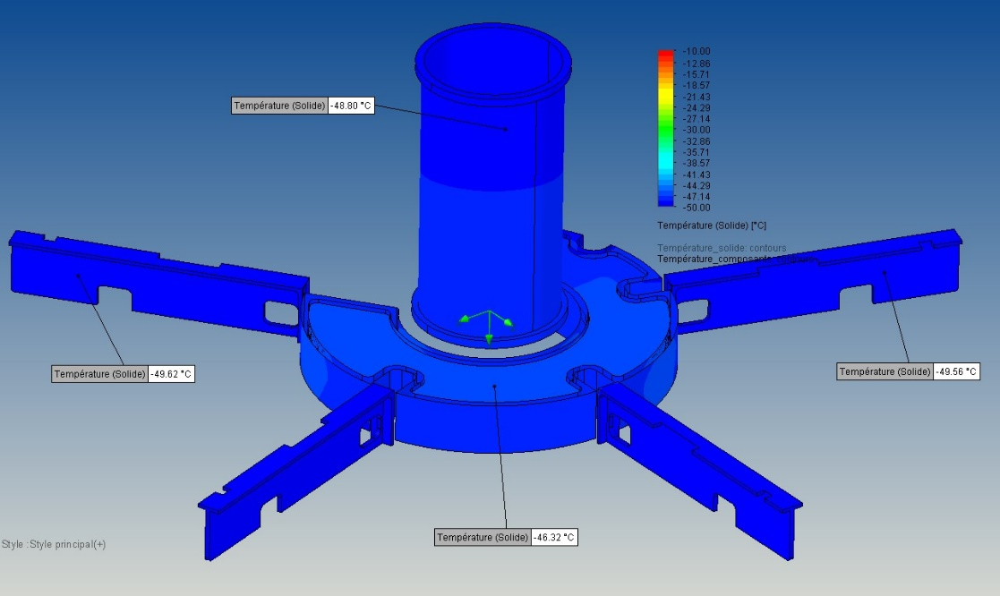 -10.00
-12.86
-15.71
-18.57
-21.43
-24.29
-27.14
-30.00
-32.86
-35.71
-38.57
-41.43
-44.29
-47.14
-50.00
Température (Solide) -48.80 °C
Température (Solide) [°C]
Température_solide: contours
Température_composants: contours
Température (Solide) -49.62 °C
Température (Solide) -49.56 °C
Température (Solide) -46.32 °C
Style :Style principal(+)